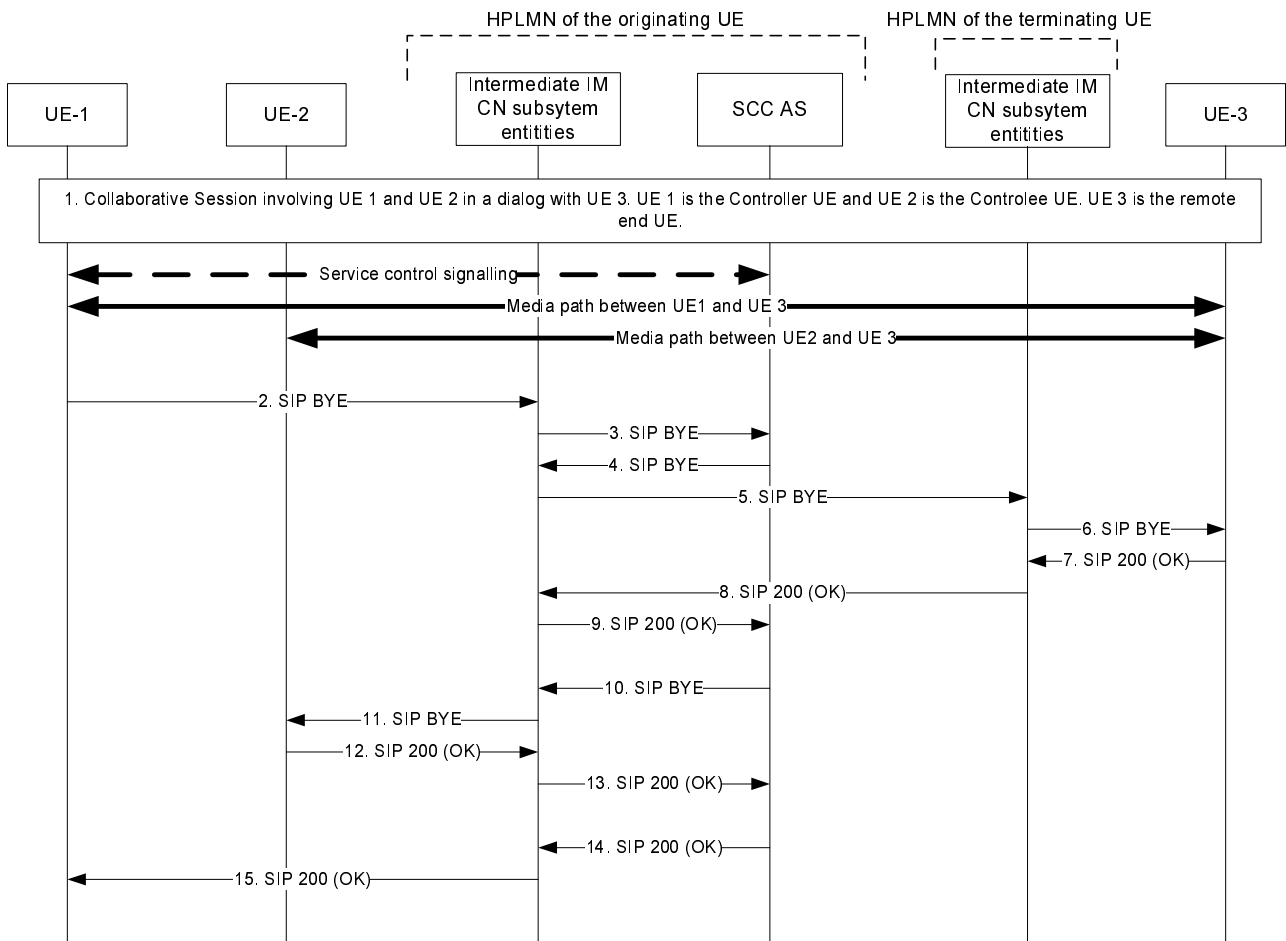 HPLMN of the originating UE
HPLMN of the terminating UE
UE-1
UE-2
Intermediate IM
CN subsytem
entitities
SCC AS
Intermediate IM
CN subsytem
entitities
UE-3
1. Collaborative Session involving UE 1 and UE 2 in a dialog with UE 3. UE 1 is the Controller UE and UE 2 is the Controlee UE. UE 3 is the remote
end UE.
Service control signalling
Media path between UE1 and UE 3
Media path between UE2 and UE 3
2. SIP BYE
3. SIP BYE
4. SIP BYE
5. SIP BYE
6. SIP BYE
7. SIP 200 (OK)
8. SIP 200 (OK)
9. SIP 200 (OK)
10. SIP BYE
11. SIP BYE
12. SIP 200 (OK)
13. SIP 200 (OK)
14. SIP 200 (OK)
15. SIP 200 (OK)